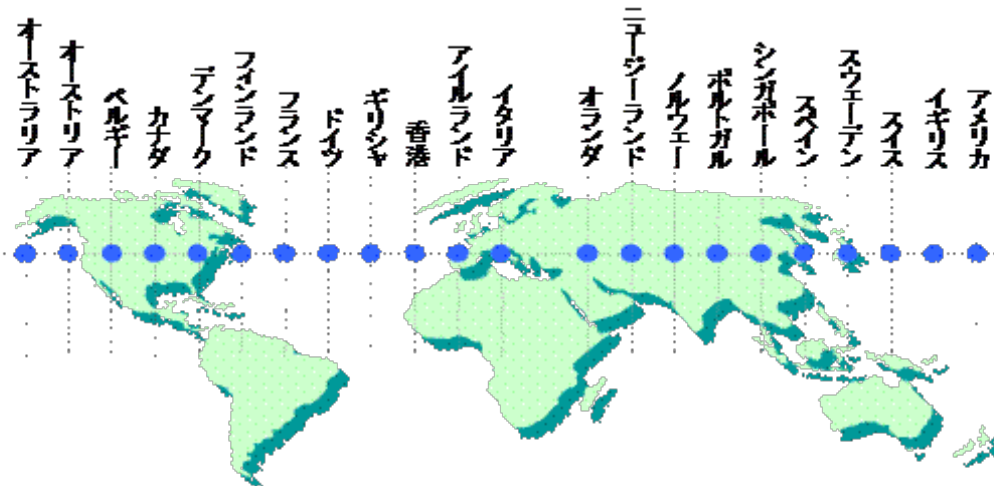 オーストラリア
オーストリア
ベルギー
カナダ
デンマーク
フィンランド
フランス
ドイツ
ギリシャ
香港
アイルランド
イタリア
オランダ
ニュージーランド
ノルウェー
ポルトガル
シンガポール
スペイン
スウェーデン
スイス
イギリス
アメリカ